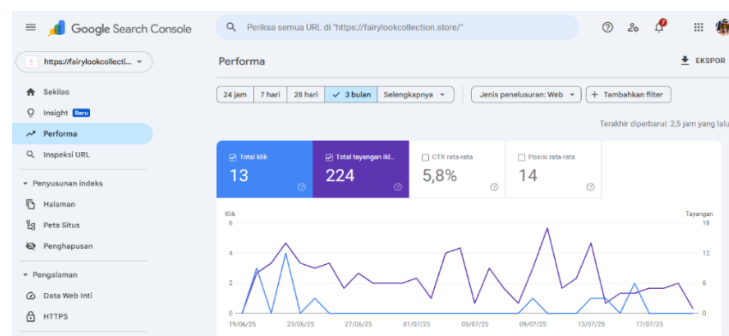 Google Search Console
Periksa semua URL di "https://fairylookcollection.store/"
https://fairylookcollecti...
Performa
EKSPOR
Sekilas
24 jam 7 hari 28 hari 3 bulan Selengkapnya
Jenis penelusuran: Web
+ Tambahkan filter
Insight Baru
Terakhir diperbarui: 2,5 jam yang lalu
Performa
Inspeksi URL
Total klik
13
Total tayangan ikl...
224
CTR rata-rata
5,8%
Posisi rata-rata
14
Penyusunan indeks
Halaman
Peta Situs
Penghapusan
Pengalaman
Data Web Inti
HTTPS
Klik
Tayangan
6
4
2
0
18
12
6
0
19/06/25 23/06/25 27/06/25 01/07/25 05/07/25 09/07/25 13/07/25 17/07/25